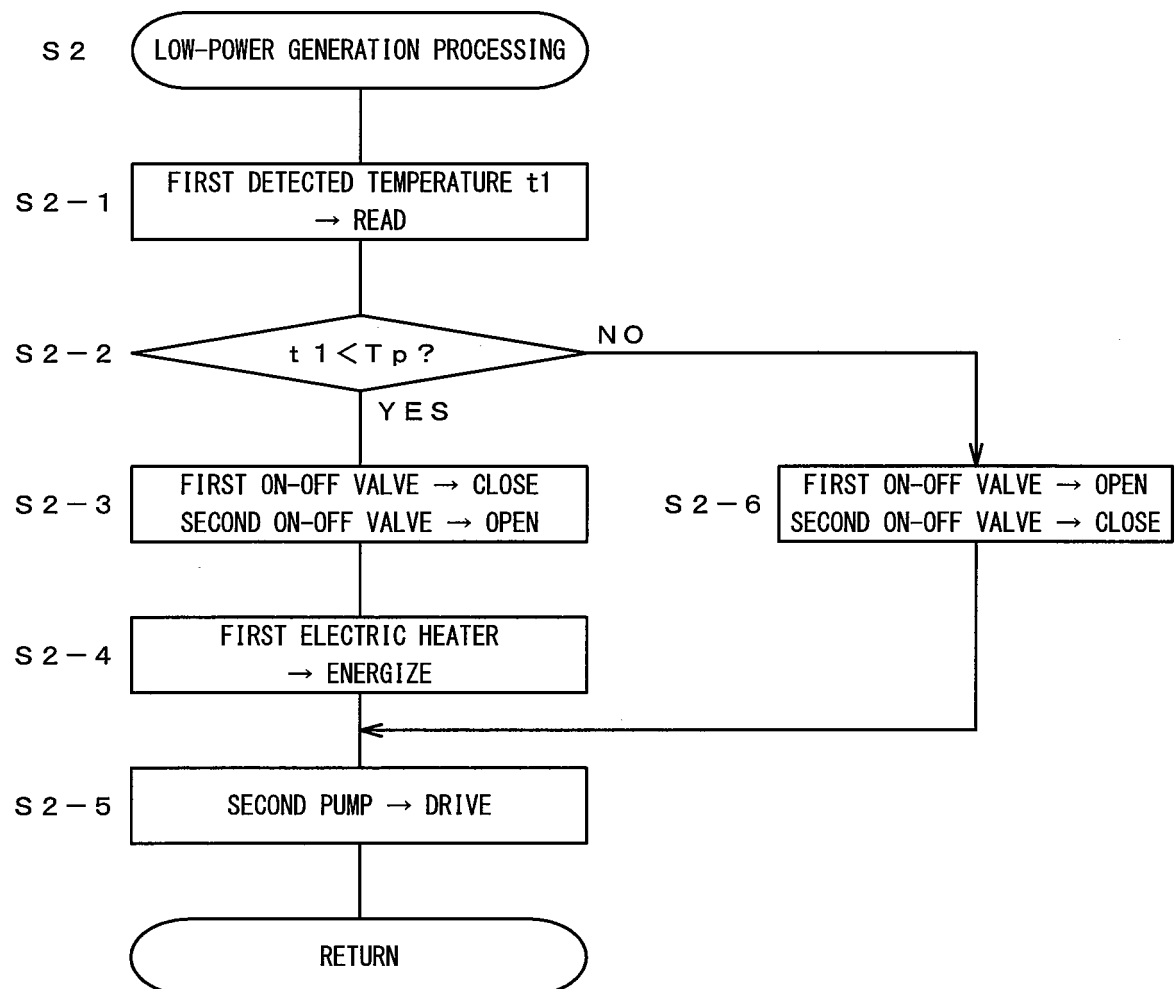 S2
LOW-POWER GENERATION PROCESSING
S2-1
FIRST DETECTED TEMPERATURE t1
→ READ
S2-2
t1<Tp?
NO
YES
S2-3
FIRST ON-OFF VALVE → CLOSE
SECOND ON-OFF VALVE → OPEN
S2-6
FIRST ON-OFF VALVE → OPEN
SECOND ON-OFF VALVE → CLOSE
S2-4
FIRST ELECTRIC HEATER
→ ENERGIZE
S2-5
SECOND PUMP → DRIVE
RETURN